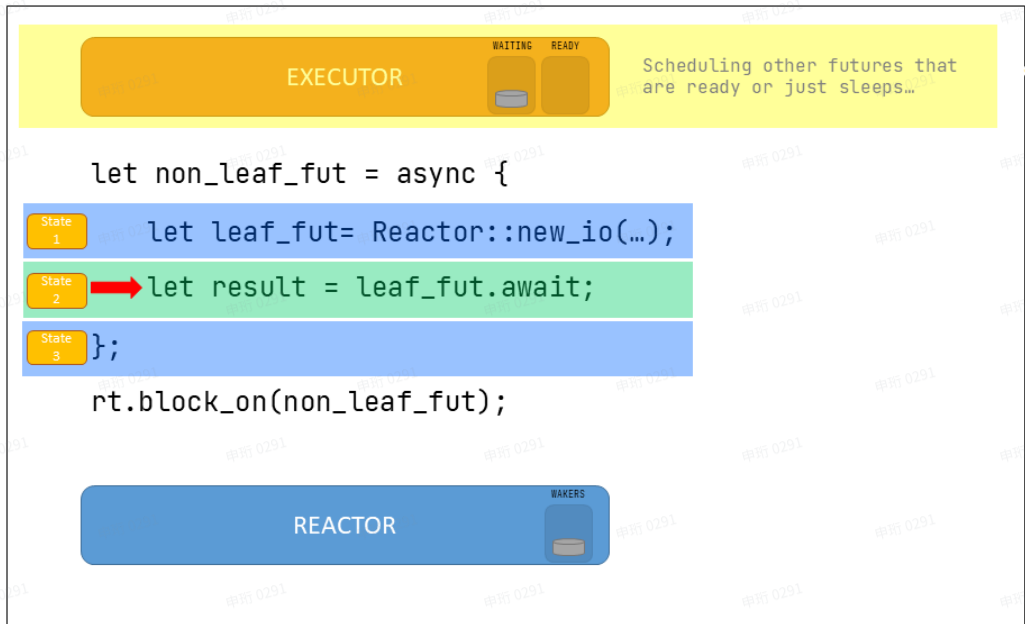 WAITING READY
EXECUTOR
Scheduling other futures that
are ready or just sleeps…
let non_leaf_fut = async {
State
1
let leaf_fut= Reactor::new_io(…);
State
2
let result = leaf_fut.await;
State
3
};
rt.block_on(non_leaf_fut);
WAKERS
REACTOR